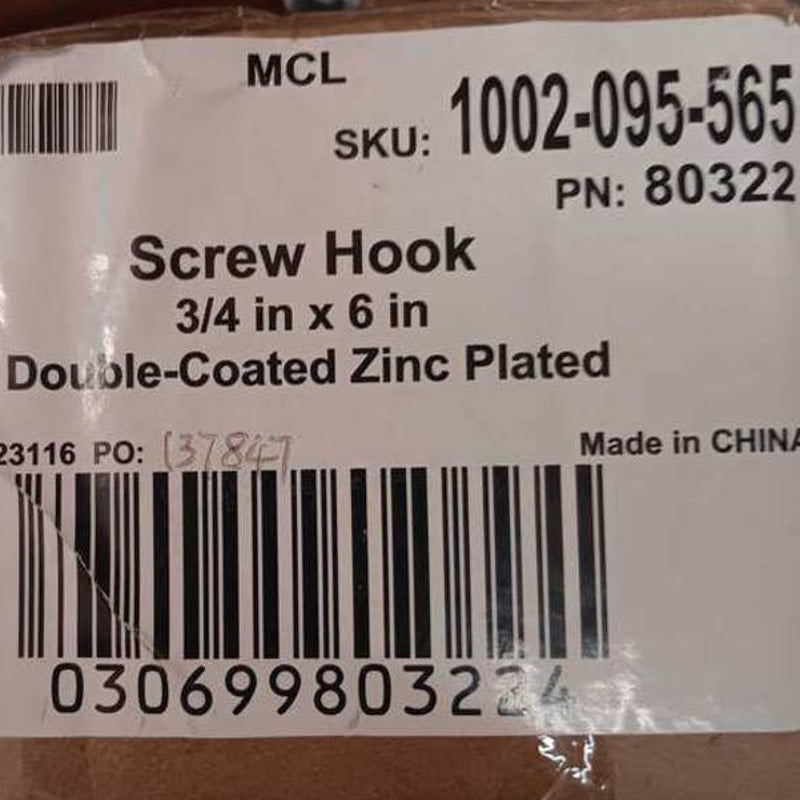 MCL
SKU: 1002-095-565
PN: 80322
Screw Hook
3/4 in x 6 in
Double-Coated Zinc Plated
23116 PO: 137847
Made in CHINA
030699803224